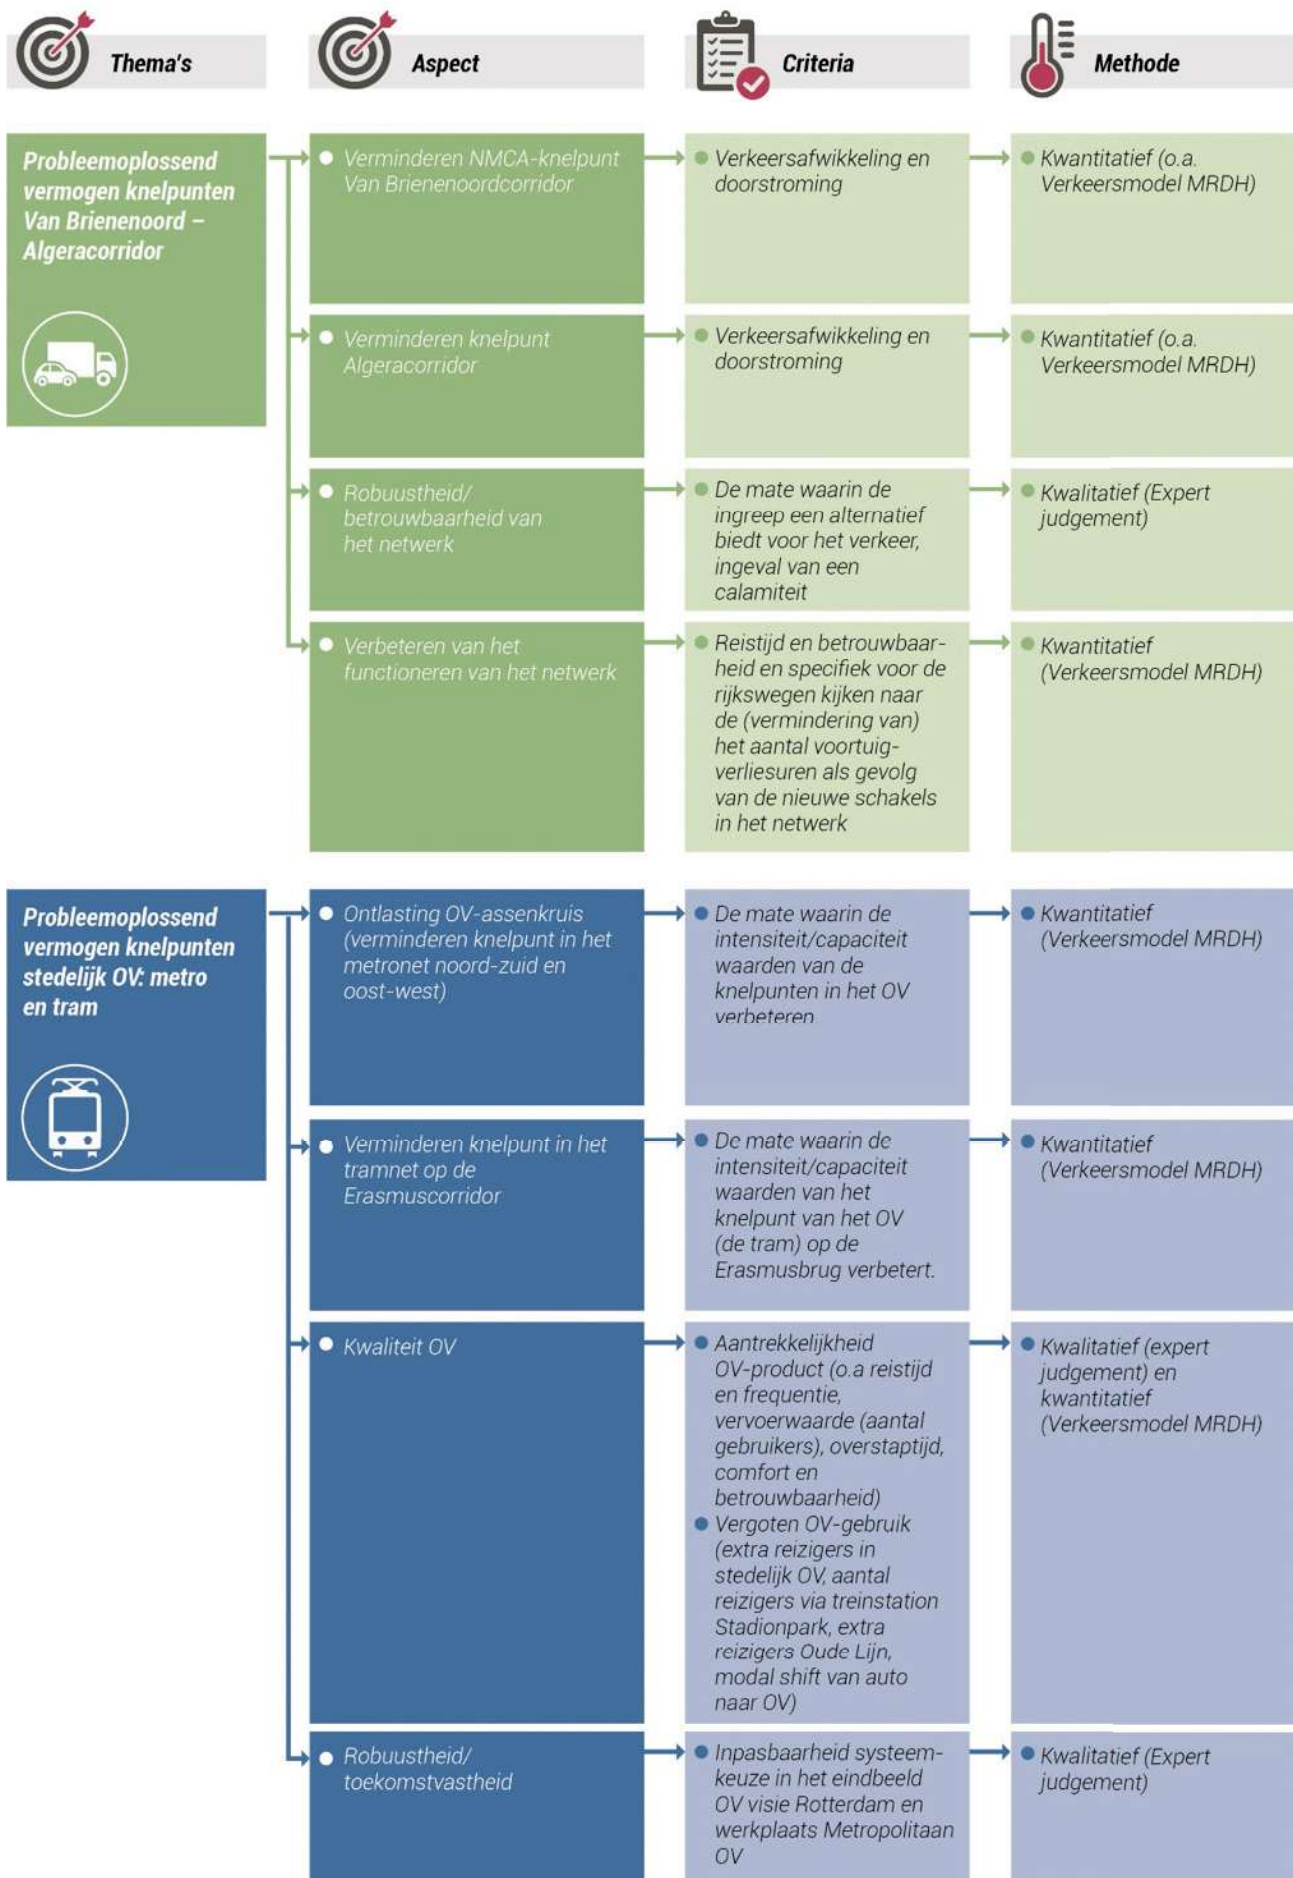 Thema's
Aspect
Criteria
Methode
Probleemoplossend
vermogen knelpunten
Van Brienenoord –
Algeracorridor
Verminderen NMCA-knelpunt
Van Brienenoordcorridor
Verkeersafwikkeling en
doorstroming
Kwantitatief (o.a.
Verkeersmodel MRDH)
Verminderen knelpunt
Algeracorridor
Verkeersafwikkeling en
doorstroming
Kwantitatief (o.a.
Verkeersmodel MRDH)
Robuustheid/
betrouwbaarheid van
het netwerk
De mate waarin de
ingreep een alternatief
biedt voor het verkeer,
ingeval van een
calamiteit
Kwalitatief (Expert
judgement)
Verbeteren van het
functioneren van het netwerk
Reistijd en betrouwbaar-
heid en specifiek voor de
rijkswegen kijken naar
de (vermindering van)
het aantal voortuig-
verliesuren als gevolg
van de nieuwe schakels
in het netwerk
Kwantitatief
(Verkeersmodel MRDH)
Probleemoplossend
vermogen knelpunten
stedelijk OV: metro
en tram
Ontlasting OV-assenkruis
(verminderen knelpunt in het
metronet noord-zuid en
oost-west)
De mate waarin de
intensiteit/capaciteit
waarden van de
knelpunten in het OV
verbeteren
Kwantitatief
(Verkeersmodel MRDH)
Verminderen knelpunt in het
tramnet op de
Erasmuscorridor
De mate waarin de
intensiteit/capaciteit
waarden van het
knelpunt van het OV
(de tram) op de
Erasmusbrug verbetert.
Kwantitatief
(Verkeersmodel MRDH)
Kwaliteit OV
Aantrekkelijkheid
OV-product (o.a reistijd
en frequentie,
vervoerwaarde (aantal
gebruikers), overstaptijd,
comfort en
betrouwbaarheid)
Vergoten OV-gebruik
(extra reizigers in
stedelijk OV, aantal
reizigers via treinstation
Stadionpark, extra
reizigers Oude Lijn,
modal shift van auto
naar OV)
Kwalitatief (expert
judgement) en
kwantitatief
(Verkeersmodel MRDH)
Robuustheid/
toekomstvastheid
Inpasbaarheid systeem-
keuze in het eindbeeld
OV visie Rotterdam en
werkplaats Metropolitaan
OV
Kwalitatief (Expert
judgement)